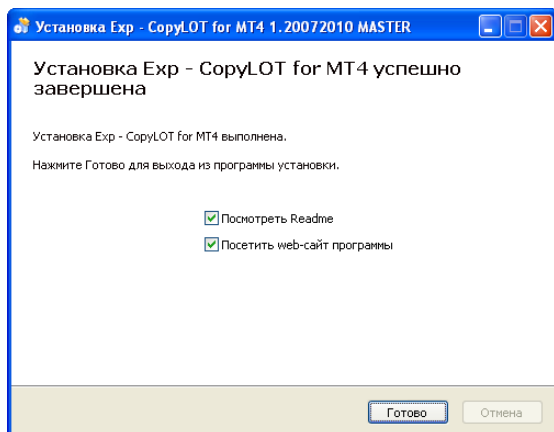 Установка Exp - CopyLOT for MT4 1.20072010 MASTER
Установка Exp - CopyLOT for MT4 успешно
завершена
Установка Exp - CopyLOT for MT4 выполнена.
Нажмите Готово для выхода из программы установки.
Посмотреть Readme
Посетить web-сайт программы
Готово
Отмена